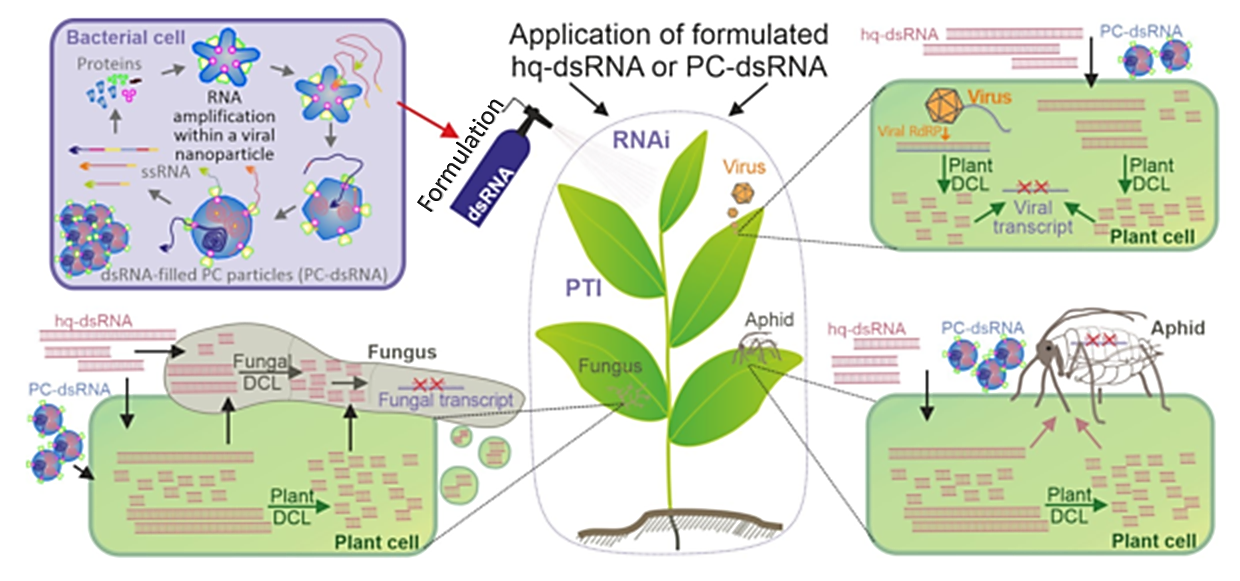 Bacterial cell
Proteins
RNA
amplification
within a viral
nanoparticle
ssRNA
dsRNA-filled PC particles (PC-dsRNA)
Formulation
dsRNA
Application of formulated
hq-dsRNA or PC-dsRNA
RNAi
Virus
PTI
Aphid
Fungus
hq-dsRNA
PC-dsRNA
Virus
Viral RdRP
Plant
DCL
Plant
DCL
Viral
transcript
Plant cell
hq-dsRNA
Fungus
Fungal
DCL
Fungal transcript
PC-dsRNA
Plant
DCL
Plant cell
hq-dsRNA
PC-dsRNA
Aphid
Plant
DCL
Plant cell